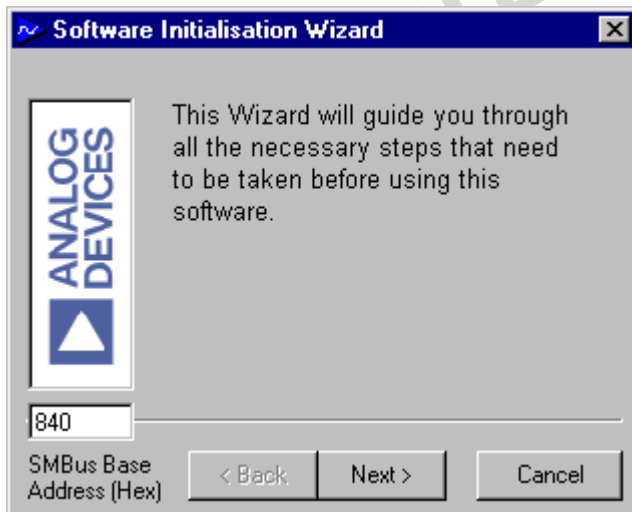 Software Initialisation Wizard
This Wizard will guide you through
all the necessary steps that need
to be taken before using this
software.
ANALOG
DEVICES
840
SMBus Base
Address (Hex)
< Back
Next >
Cancel